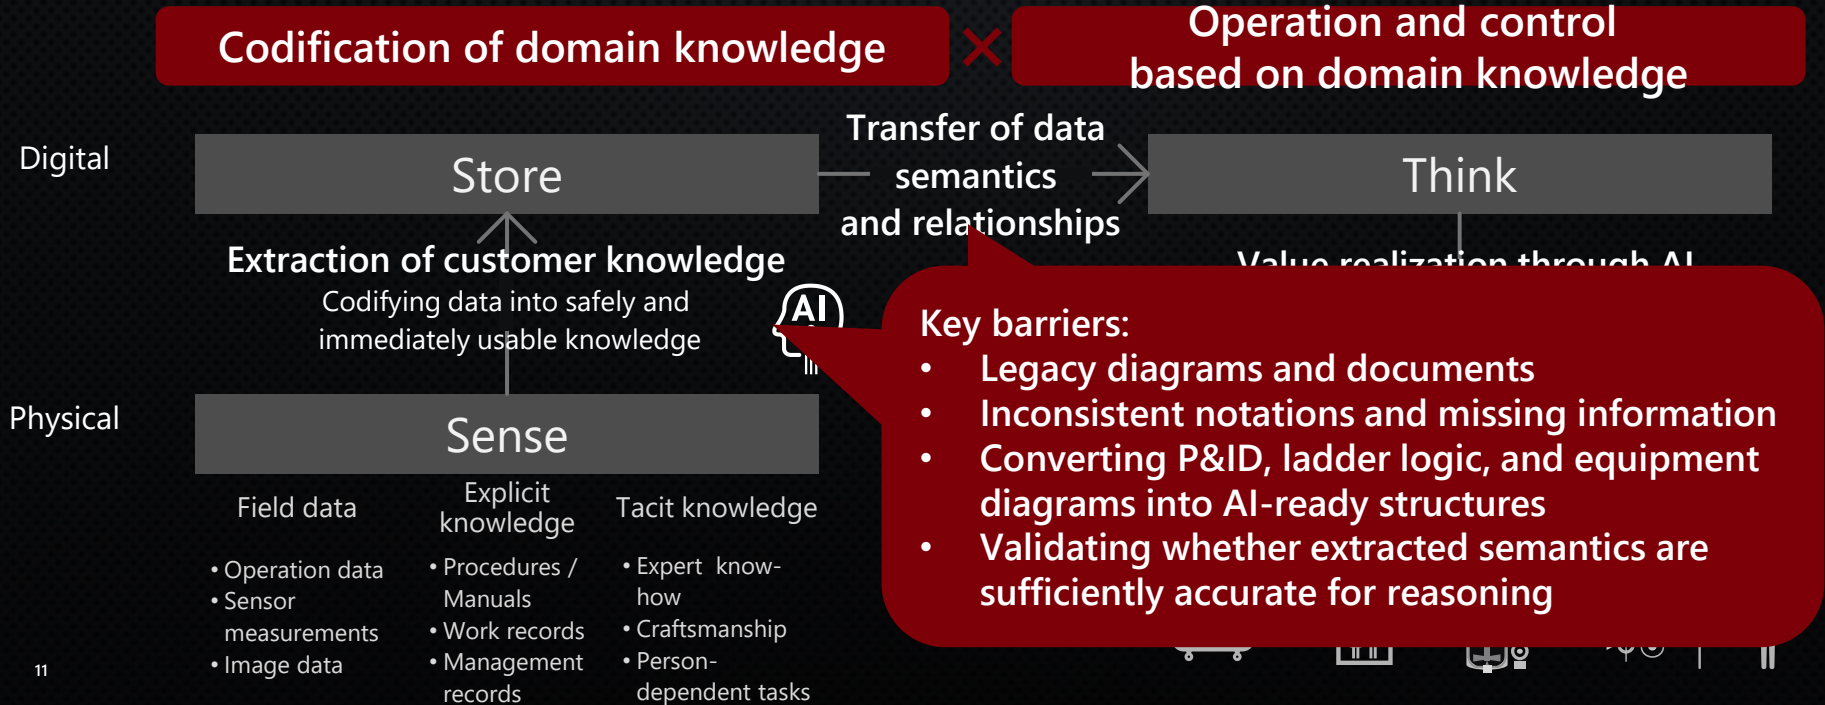 Codification of domain knowledge
×
Operation and control
based on domain knowledge
Digital
Store
Transfer of data
semantics
and relationships
Think
Extraction of customer knowledge
Codifying data into safely and
immediately usable knowledge
AI
Value realization through AI
Key barriers:
• Legacy diagrams and documents
• Inconsistent notations and missing information
• Converting P&ID, ladder logic, and equipment
diagrams into AI-ready structures
• Validating whether extracted semantics are
sufficiently accurate for reasoning
Physical
Sense
Field data
• Operation data
• Sensor
measurements
• Image data
Explicit
knowledge
• Procedures /
Manuals
• Work records
• Management
records
Tacit knowledge
• Expert know-
how
• Craftsmanship
• Person-
dependent tasks
11